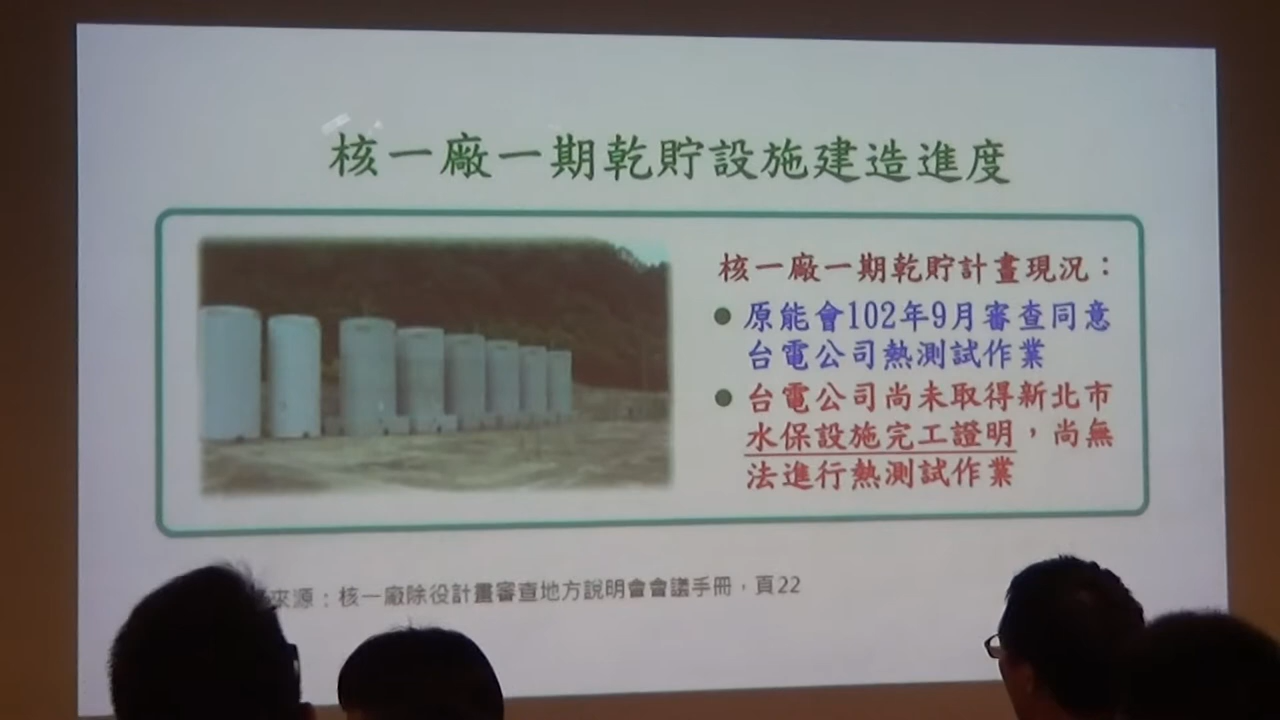 核一廠一期乾貯設施建造進度
核一廠一期乾貯計畫現況：
原能會102年9月審查同意
台電公司熱測試作業
台電公司尚未取得新北市
水保設施完工證明，尚無
法進行熱測試作業
來源：核一廠除役計畫審查地方說明會會議手冊，頁22